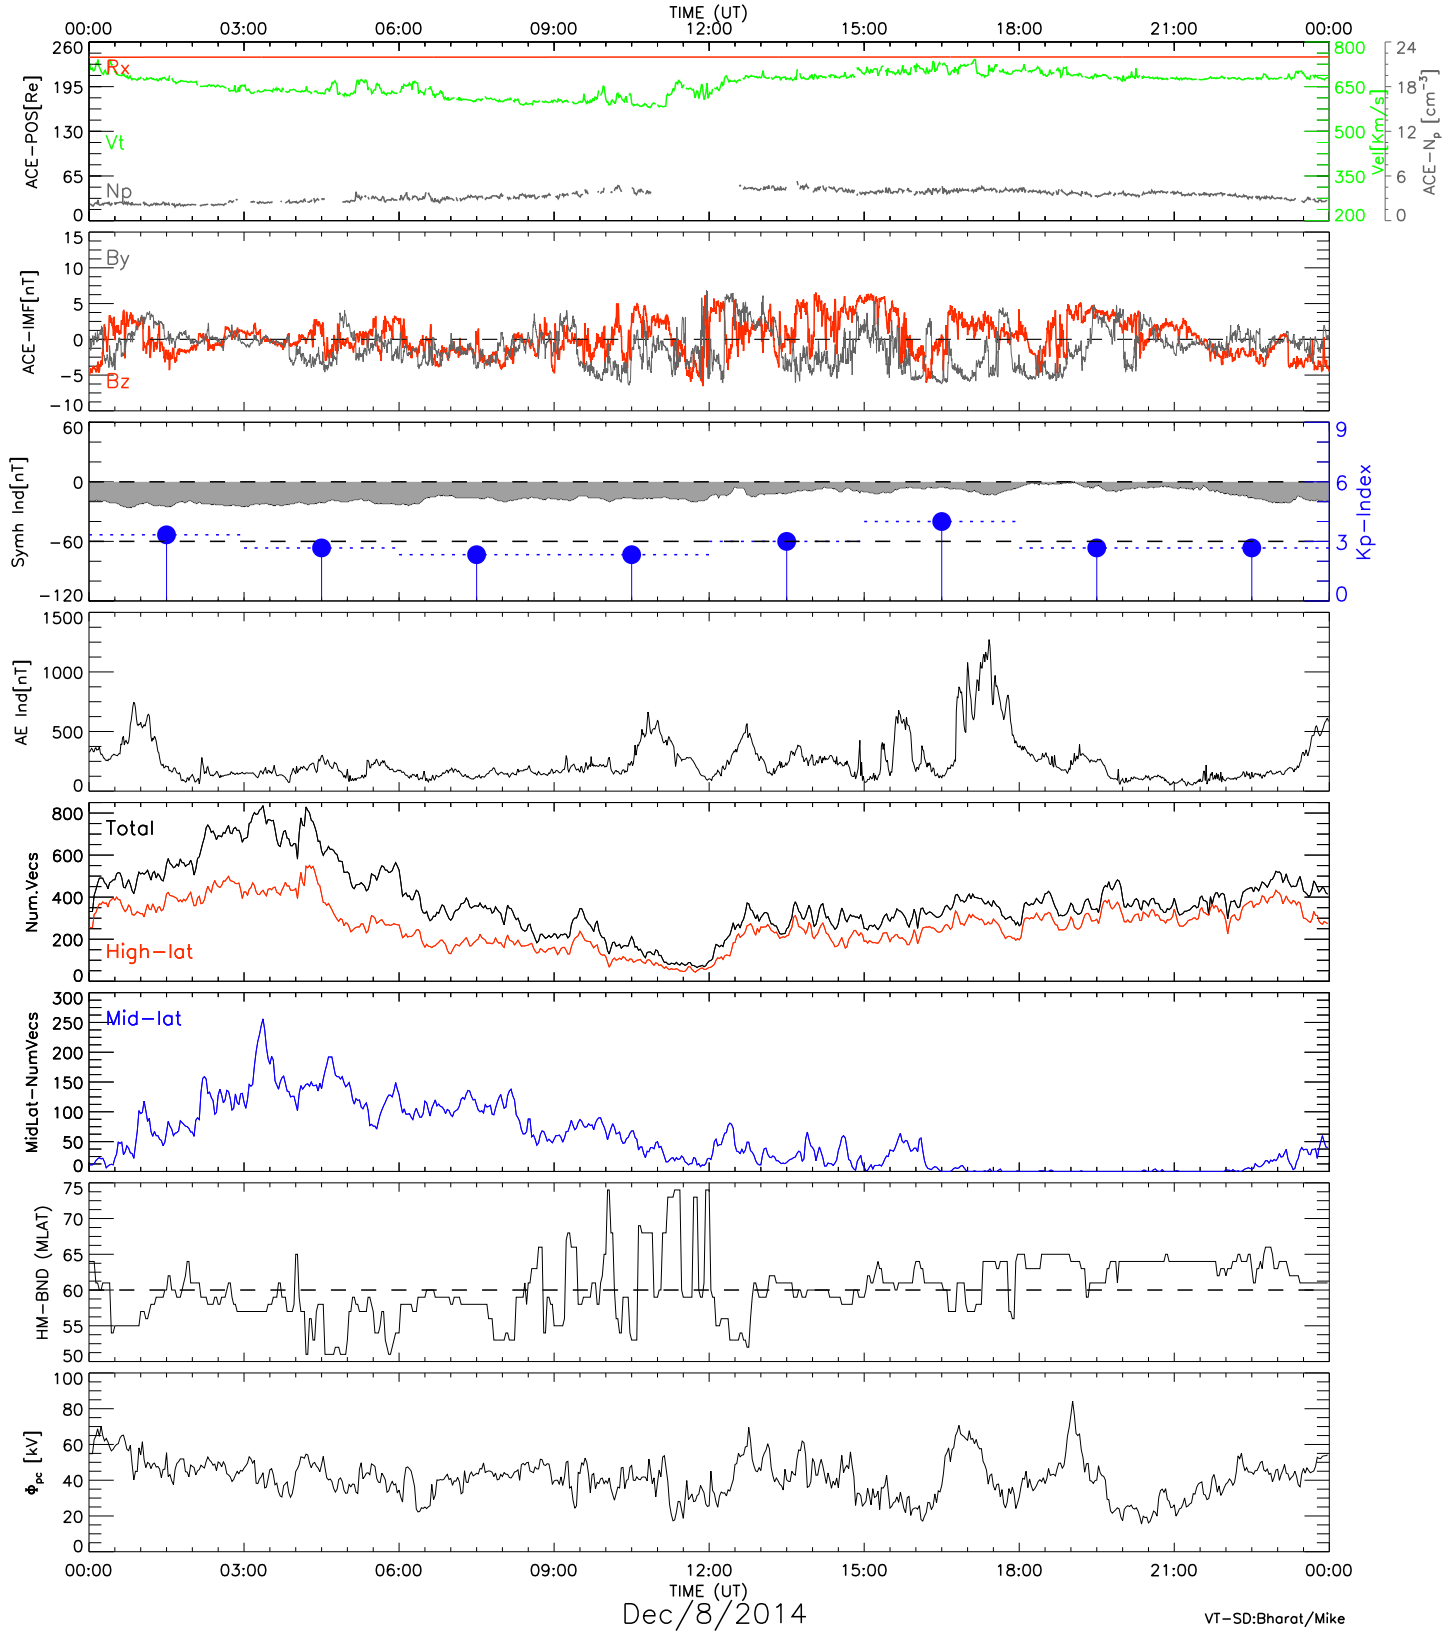 TIME (UT)
00:00 03:00 06:00 09:00 12:00 15:00 18:00 21:00 00:00
260 195 130 65 0
ACE-POS[Re]
Rx
Vt
Np
800 650 500 350 200
Vel[Km/s]
24 18 12 6 0
ACE-Np [cm-3]
15 10 5 0 -5 -10
ACE-IMF[nT]
By
Bz
60 0 -60 -120
Symh Ind[nT]
9 6 3 0
Kp-Index
1500 1000 500 0
AE Ind[nT]
800 600 400 200 0
Num.Vecs
Total
High-lat
300 250 200 150 100 50 0
MidLat-NumVecs
Mid-lat
75 70 65 60 55 50
HM-BND (MLAT)
100 80 60 40 20 0
Φpc [kV]
00:00 03:00 06:00 09:00 12:00 15:00 18:00 21:00 00:00
TIME (UT)
Dec/8/2014
VT-SD:Bharat/Mike